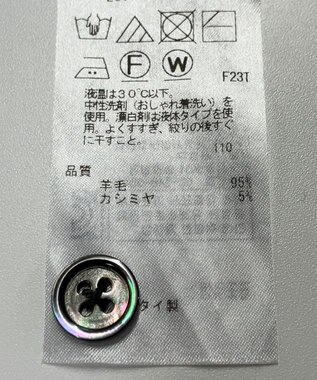 F
W
F23I
液温は30℃以下。
中性洗剤(おしゃれ着洗い)を
使用。漂白剤は液体タイプを使
用。よくすすぎ、絞りの後すぐ
に干すこと。
110
品質
羊毛 95%
カシミヤ 5%
タイ製